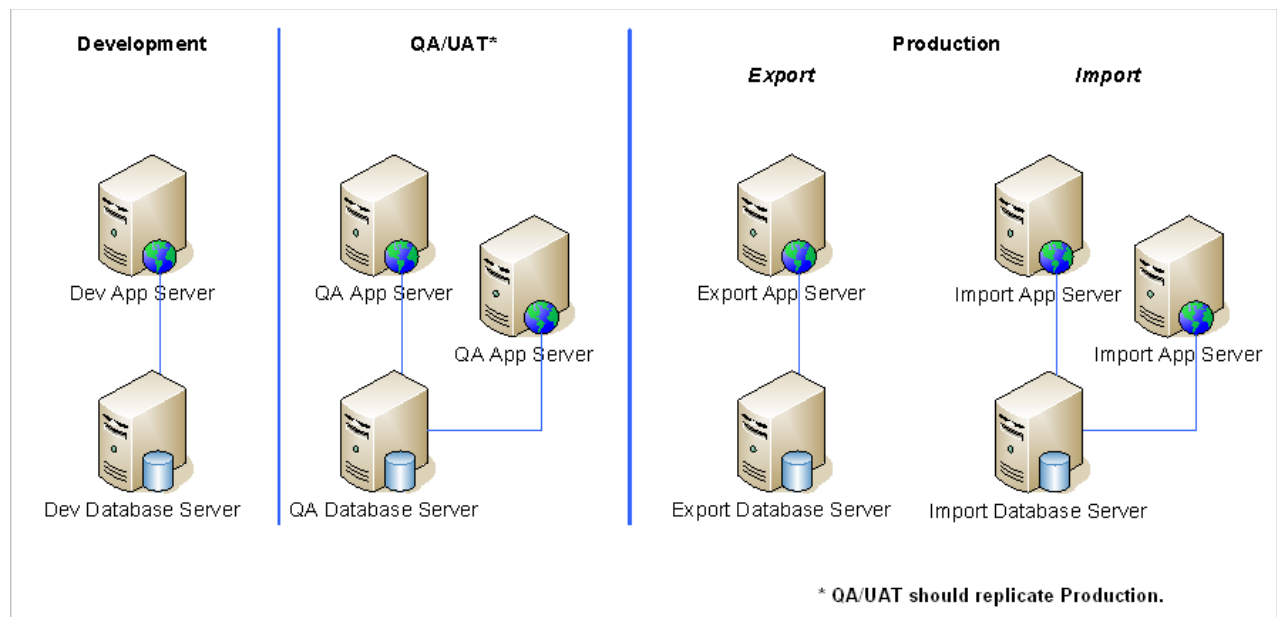 Development
QA/UAT*
Production
Export
Import
Dev App Server
QA App Server
QA App Server
Export App Server
Import App Server
Import App Server
Dev Database Server
QA Database Server
Export Database Server
Import Database Server
* QA/UAT should replicate Production.